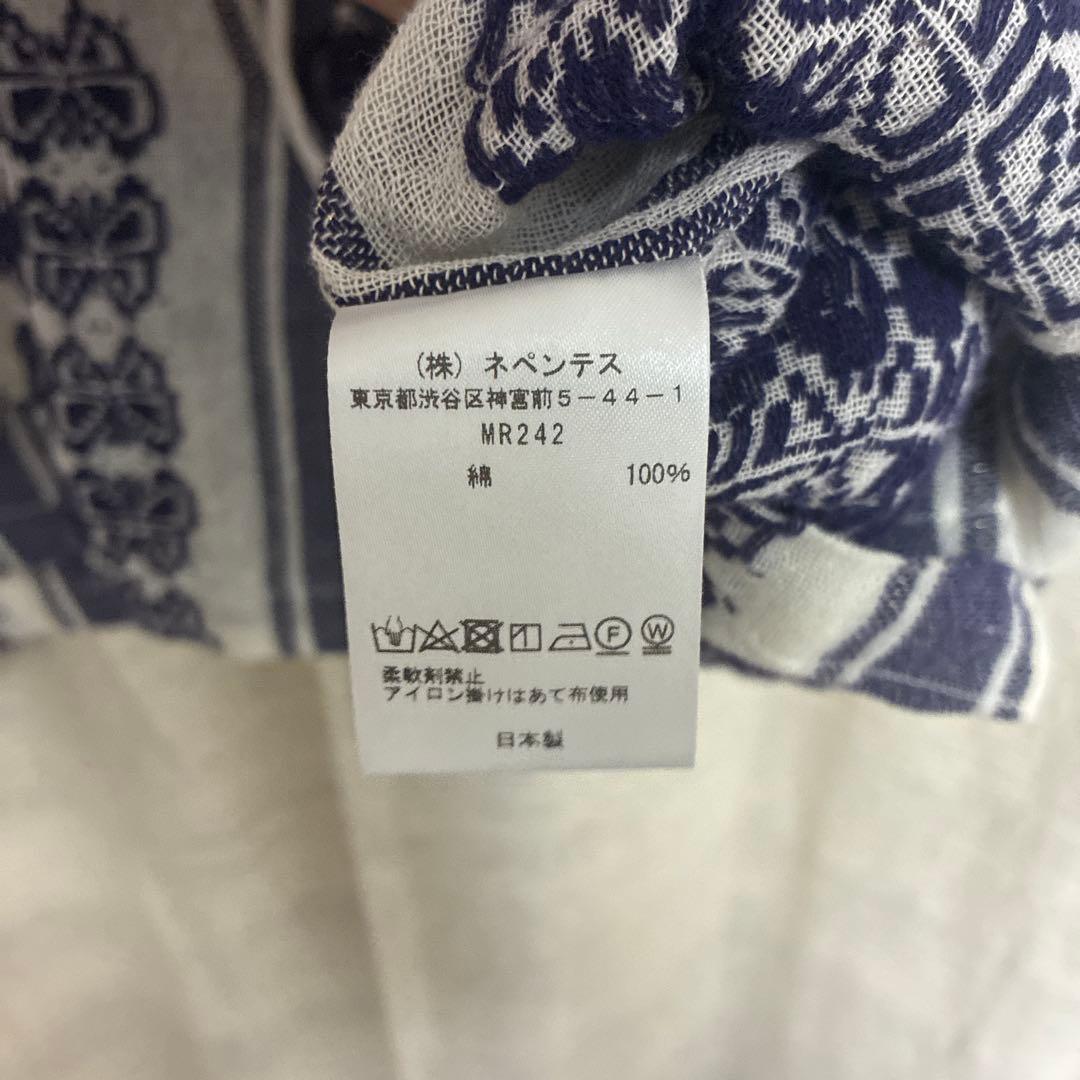 (株) ネペンテス
東京都渋谷区神宮前5-44-1
MR242
綿 100%
F W
柔軟剤禁止
アイロン掛けはあて布使用
日本製